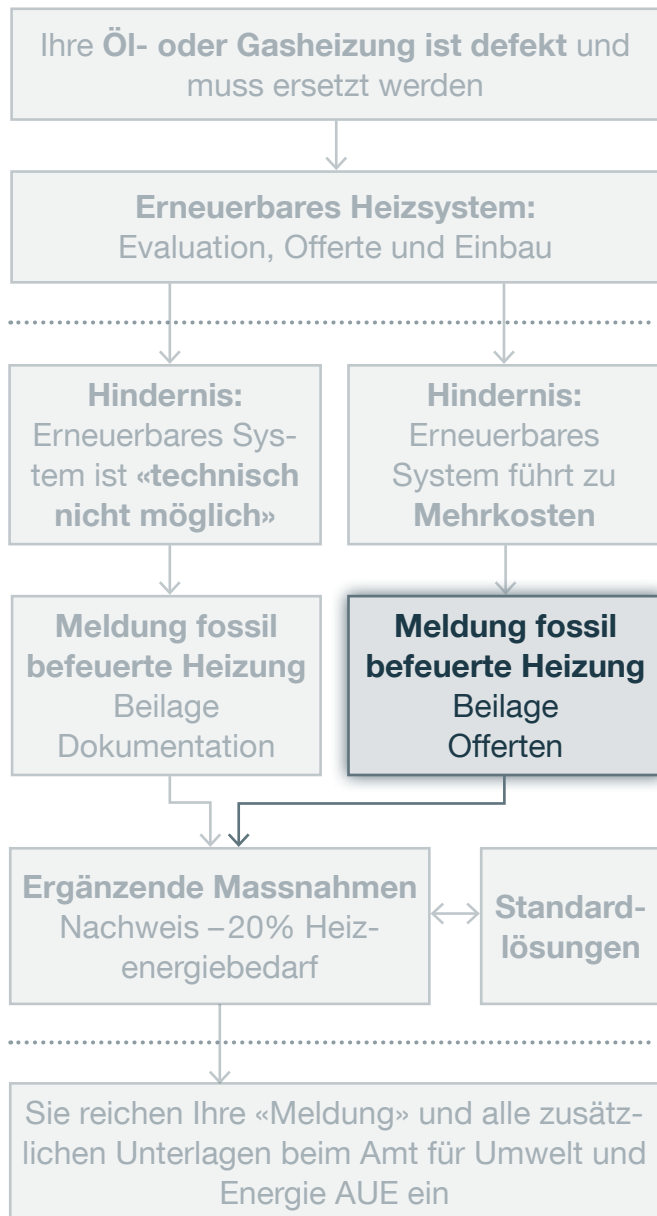 Ihre Öl- oder Gasheizung ist defekt und
muss ersetzt werden
Erneuerbares Heizsystem:
Evaluation, Offerte und Einbau
Hindernis:
Erneuerbares Sys-
tem ist «technisch
nicht möglich»
Hindernis:
Erneuerbares
System führt zu
Mehrkosten
Meldung fossil
befeuerte Heizung
Beilage
Dokumentation
Meldung fossil
befeuerte Heizung
Beilage
Offerten
Ergänzende Massnahmen
Nachweis –20% Heiz-
energiebedarf
Standard-
lösungen
Sie reichen Ihre «Meldung» und alle zusätz-
lichen Unterlagen beim Amt für Umwelt und
Energie AUE ein